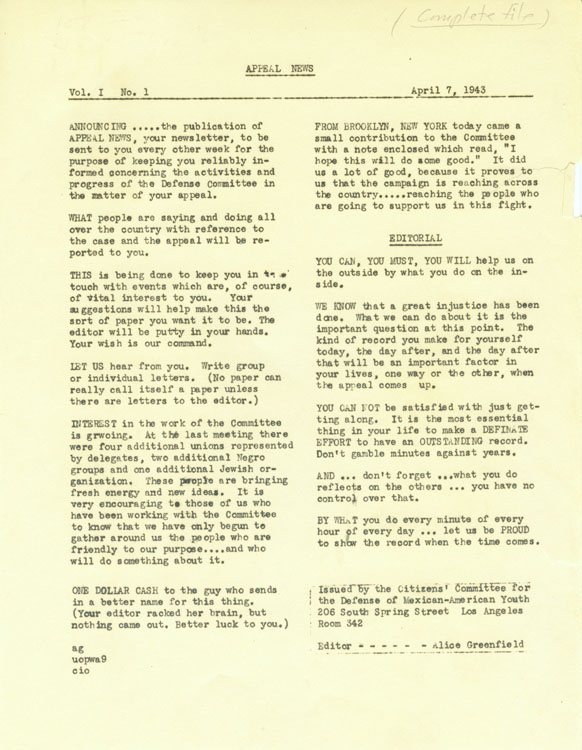 (Complete file)
APPEAL NEWS
Vol. I No. 1 April 7, 1943
ANNOUNCING .....the publication of
APPEAL NEWS, your newsletter, to be
sent to you every other week for the
purpose of keeping you reliably in-
formed concerning the activities and
progress of the Defense Committee in
the matter of your appeal.
WHAT people are saying and doing all
over the country with reference to
the case and the appeal will be re-
ported to you.
THIS is being done to keep you in
touch with events which are, of course,
of vital interest to you. Your
suggestions will help make this the
sort of paper you want it to be. The
editor will be putty in your hands.
Your wish is our command.
LET US hear from you. Write group
or individual letters. (No paper can
really call itself a paper unless
there are letters to the editor.)
INTEREST in the work of the Committee
is grwoing. At the last meeting there
were four additional unions represented
by delegates, two additional Negro
groups and one additional Jewish or-
ganization. These people are bringing
fresh energy and new ideas. It is
very encouraging to those of us who
have been working with the Committee
to know that we have only begun to
gather around us the people who are
friendly to our purpose....and who
will do something about it.
ONE DOLLAR CASH to the guy who sends
in a better name for this thing.
(Your editor racked her brain, but
nothing came out. Better luck to you.)
ag
uopwa9
cio
FROM BROOKLYN, NEW YORK today came a
small contribution to the Committee
with a note enclosed which read, "I
hope this will do some good." It did
us a lot of good, because it proves to
us that the campaign is reaching across
the country.....reaching the people who
are going to support us in this fight.
EDITORIAL
YOU CAN, YOU MUST, YOU WILL help us on
the outside by what you do on the in-
side.
WE KNOW that a great injustice has been
done. What we can do about it is the
important question at this point. The
kind of record you make for yourself
today, the day after, and the day after
that will be an important factor in
your lives, one way or the other, when
the appeal comes up.
YOU CAN NOT be satisfied with just get-
ting along. It is the most essential
thing in your life to make a DEFINATE
EFFORT to have an OUTSTANDING record.
Don't gamble minutes against years.
AND ... don't forget ...what you do
reflects on the others ... you have no
control over that.
BY WHAT you do every minute of every
hour of every day ... let us be PROUD
to show the record when the time comes.
Issued by the Citizens' Committee for
the Defense of Mexican-American Youth
206 South Spring Street Los Angeles
Room 342
Editor - - - - - - Alice Greenfield